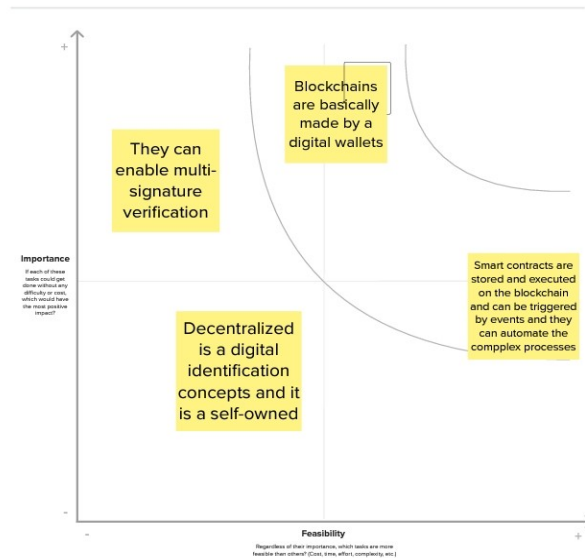 +
Blockchains
are basically
made by a
digital wallets
They can
enable multi-
signature
verification
Importance
If each of these
tasks could get
done without any
difficulty or cost,
which would have
the most positive
impact?
Smart contracts are
stored and executed
on the blockchain
and can be triggered
by events and they
can automate the
compplex processes
Decentralized
is a digital
identification
concepts and it
is a self-owned
-
-
Feasibility
+
Regardless of their importance, which tasks are more
feasible than others? (Cost, time, effort, complexity, etc.)